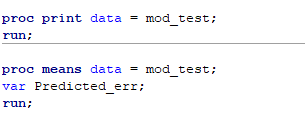 proc print data = mod_test;
run;
proc means data = mod_test;
var Predicted_err;
run;